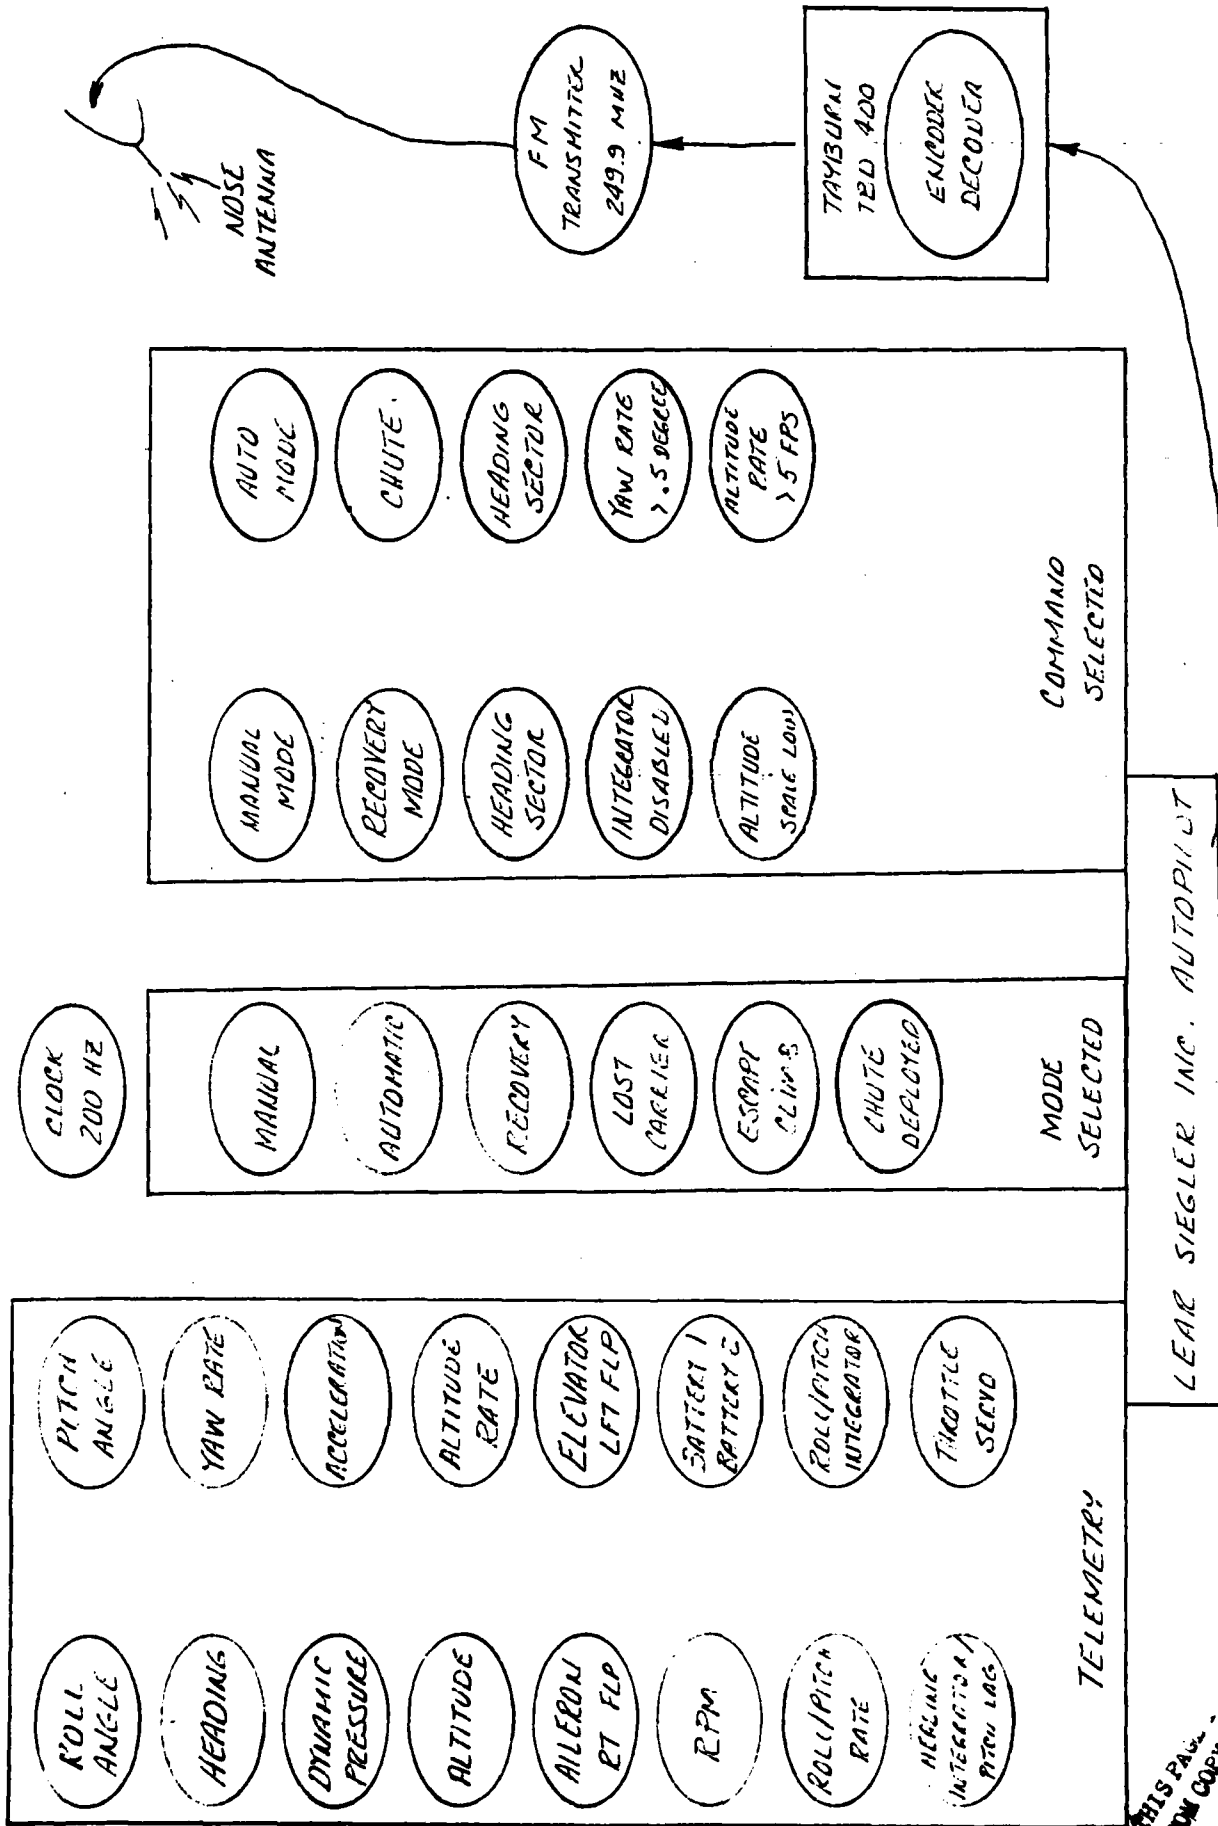 ROLL
ANGLE
PITCH
ANGLE
HEADING
YAW RATE
DYNAMIC
PRESSURE
ACCELERATION
ALTITUDE
ALTITUDE
RATE
AILERON
RT FLP
ELEVATOR
LFT FLP
RPM
BATTERY 1
BATTERY 2
ROLL/PITCH
RATE
ROLL/PITCH
INTEGRATOR
INTEGRATOR/
PITCH LAG
THROTTLE
SERVO
TELEMETRY
CLOCK
200 HZ
MANUAL
AUTOMATIC
RECOVERY
LOST
CARRIER
ESCAPE
CLIMB
CHUTE
DEPLOYED
MODE
SELECTED
MANUAL
MODE
AUTO
MODE
RECOVERY
MODE
CHUTE.
HEADING
SECTOR
HEADING
SECTOR
INTEGRATOR
DISABLED
YAW RATE
> .5 DEGREE
ALTITUDE
SCALE LOW
ALTITUDE
RATE
> 5 FPS
COMMAND
SELECTED
LEAR SIEGLER INC. AUTOPILOT
NOSE
ANTENNA
FM
TRANSMITTER
249.9 MHZ
TAYBURN
TED 400
ENCODER
DECODER
THIS PAGE